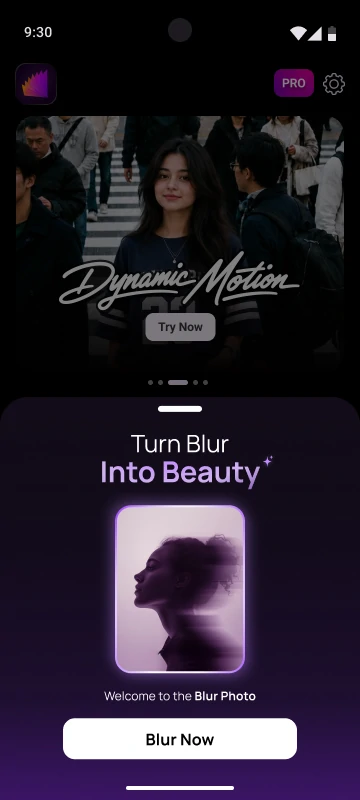 9:30
PRO
Dynamic Motion
Try Now
Turn Blur
Into Beauty
Welcome to the Blur Photo
Blur Now